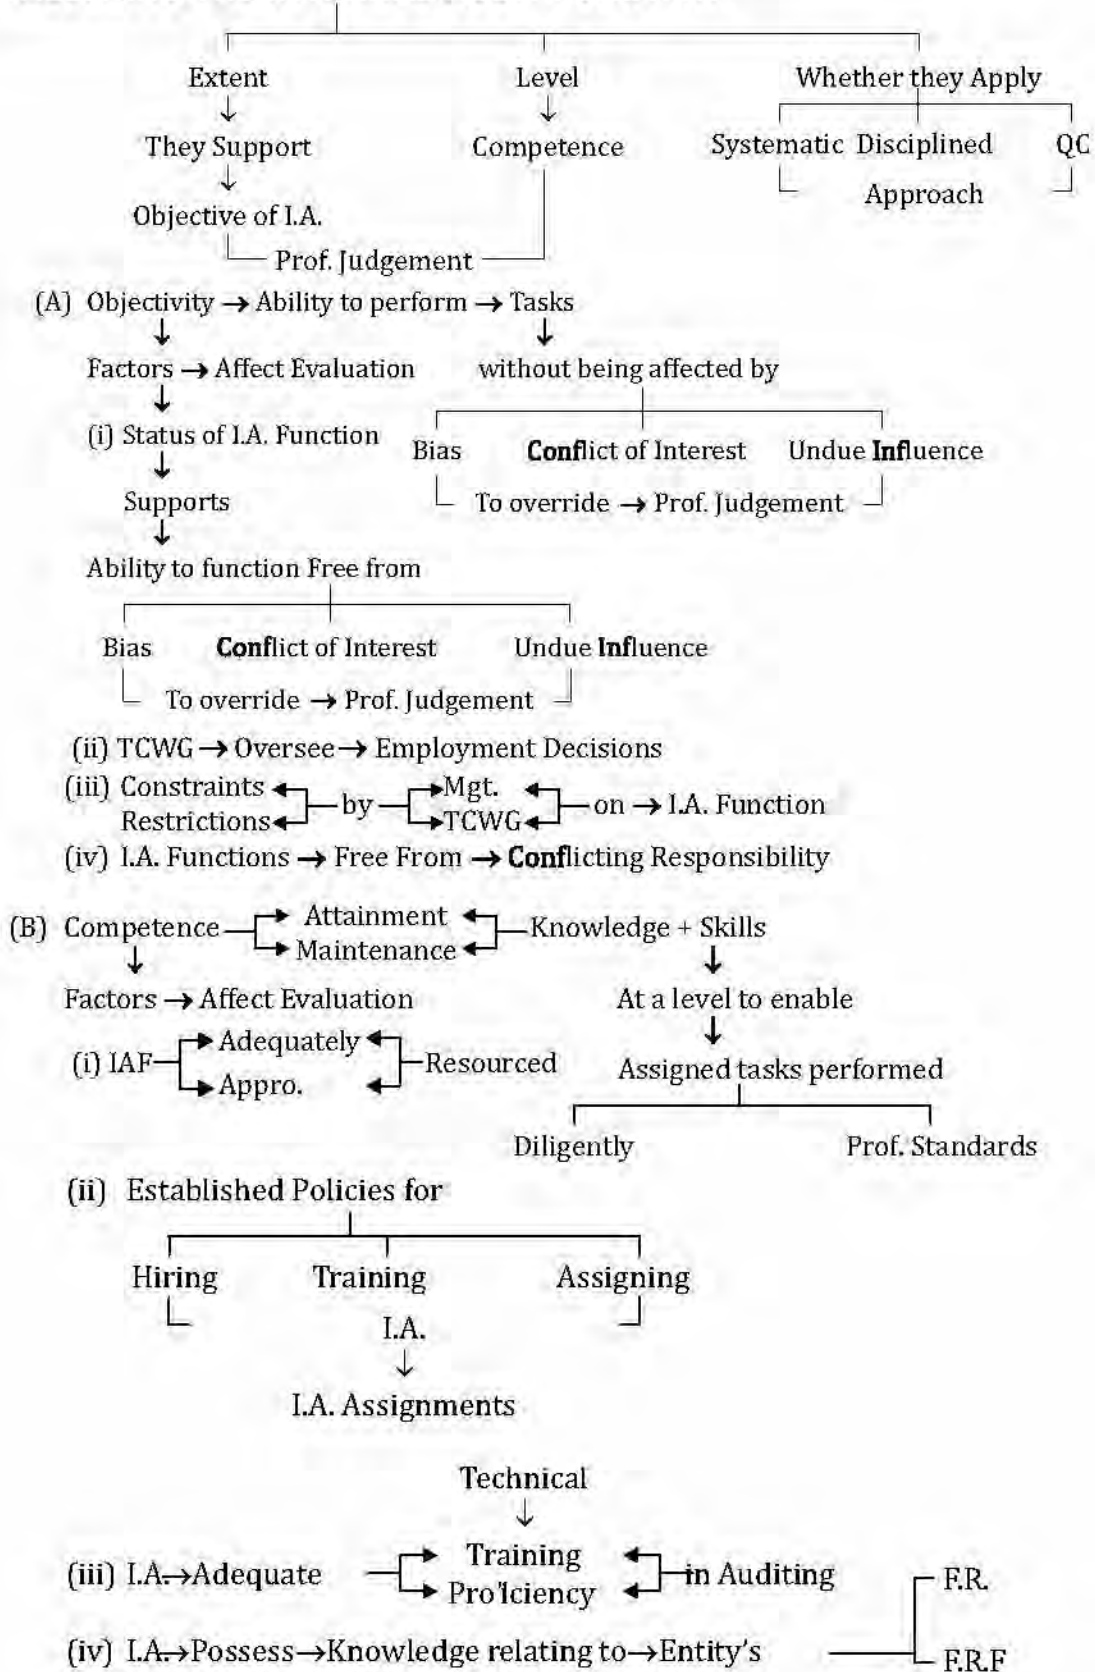 Extent Level Whether they Apply
They Support Competence Systematic Disciplined QC
Approach
Objective of I.A.
Prof. Judgement
(A) Objectivity → Ability to perform → Tasks
Factors → Affect Evaluation without being affected by
(i) Status of I.A. Function
Bias Conflict of Interest Undue Influence
Supports To override → Prof. Judgement
Ability to function Free from
Bias Conflict of Interest Undue Influence
To override → Prof. Judgement
(ii) TCWG → Oversee → Employment Decisions
(iii) Constraints by Mgt. on → I.A. Function
Restrictions TCWG
(iv) I.A. Functions → Free From → Conflicting Responsibility
(B) Competence Attainment Knowledge + Skills
Maintenance
Factors → Affect Evaluation At a level to enable
(i) IAF Adequately Resourced
Appro.
Assigned tasks performed
Diligently Prof. Standards
(ii) Established Policies for
Hiring Training Assigning
I.A.
I.A. Assignments
Technical
(iii) I.A.→Adequate Training in Auditing F.R.
Pro'lciency
(iv) I.A.→Possess→Knowledge relating to→Entity's F.R.F